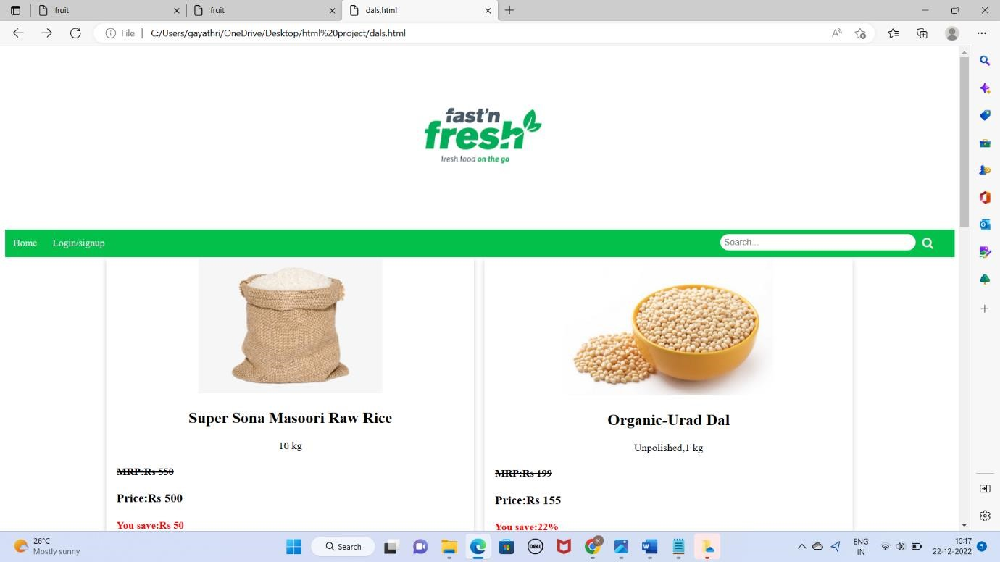 fruit
fruit
dals.html
File
C:/Users/gayathri/OneDrive/Desktop/html%20project/dals.html
fast'n
fresh
fresh food on the go
Home Login/signup
Search...
Super Sona Masoori Raw Rice
10 kg
MRP:Rs 550
Price:Rs 500
You save:Rs 50
Organic-Urad Dal
Unpolished,1 kg
MRP:Rs 199
Price:Rs 155
You save:22%
26°C
Mostly sunny
Search
DELL
K
ENG
IN
10:17
22-12-2022
5